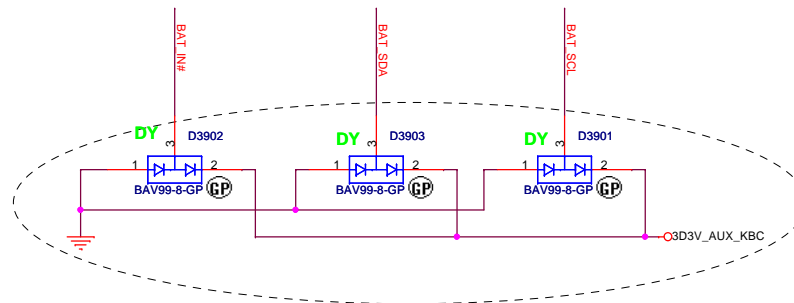 BAT_IN#
BAT_SDA
BAT_SCL
DY
D3902
DY
D3903
DY
D3901
3
3
3
1
2
1
2
1
2
BAV99-8-GP
GP
BAV99-8-GP
GP
BAV99-8-GP
GP
3D3V_AUX_KBC